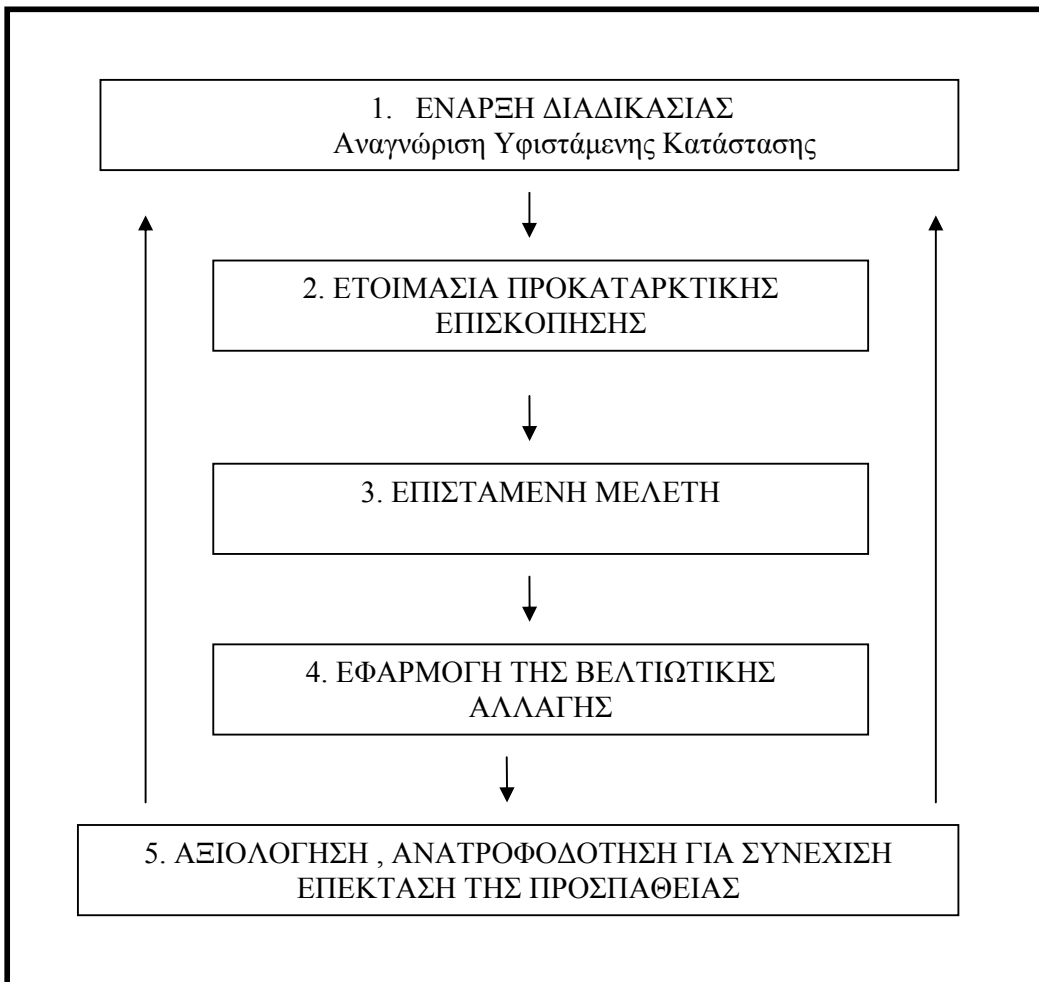 1. ΕΝΑΡΞΗ ΔΙΑΔΙΚΑΣΙΑΣ
Αναγνώριση Υφιστάμενης Κατάστασης
2. ΕΤΟΙΜΑΣΙΑ ΠΡΟΚΑΤΑΡΚΤΙΚΗΣ
ΕΠΙΣΚΟΠΗΣΗΣ
3. ΕΠΙΣΤΑΜΕΝΗ ΜΕΛΕΤΗ
4. ΕΦΑΡΜΟΓΗ ΤΗΣ ΒΕΛΤΙΩΤΙΚΗΣ
ΑΛΛΑΓΗΣ
5. ΑΞΙΟΛΟΓΗΣΗ , ΑΝΑΤΡΟΦΟΔΟΤΗΣΗ ΓΙΑ ΣΥΝΕΧΙΣΗ
ΕΠΕΚΤΑΣΗ ΤΗΣ ΠΡΟΣΠΑΘΕΙΑΣ